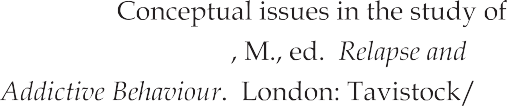 Conceptual issues in the study of
, M., ed. Relapse and
Addictive Behaviour. London: Tavistock/